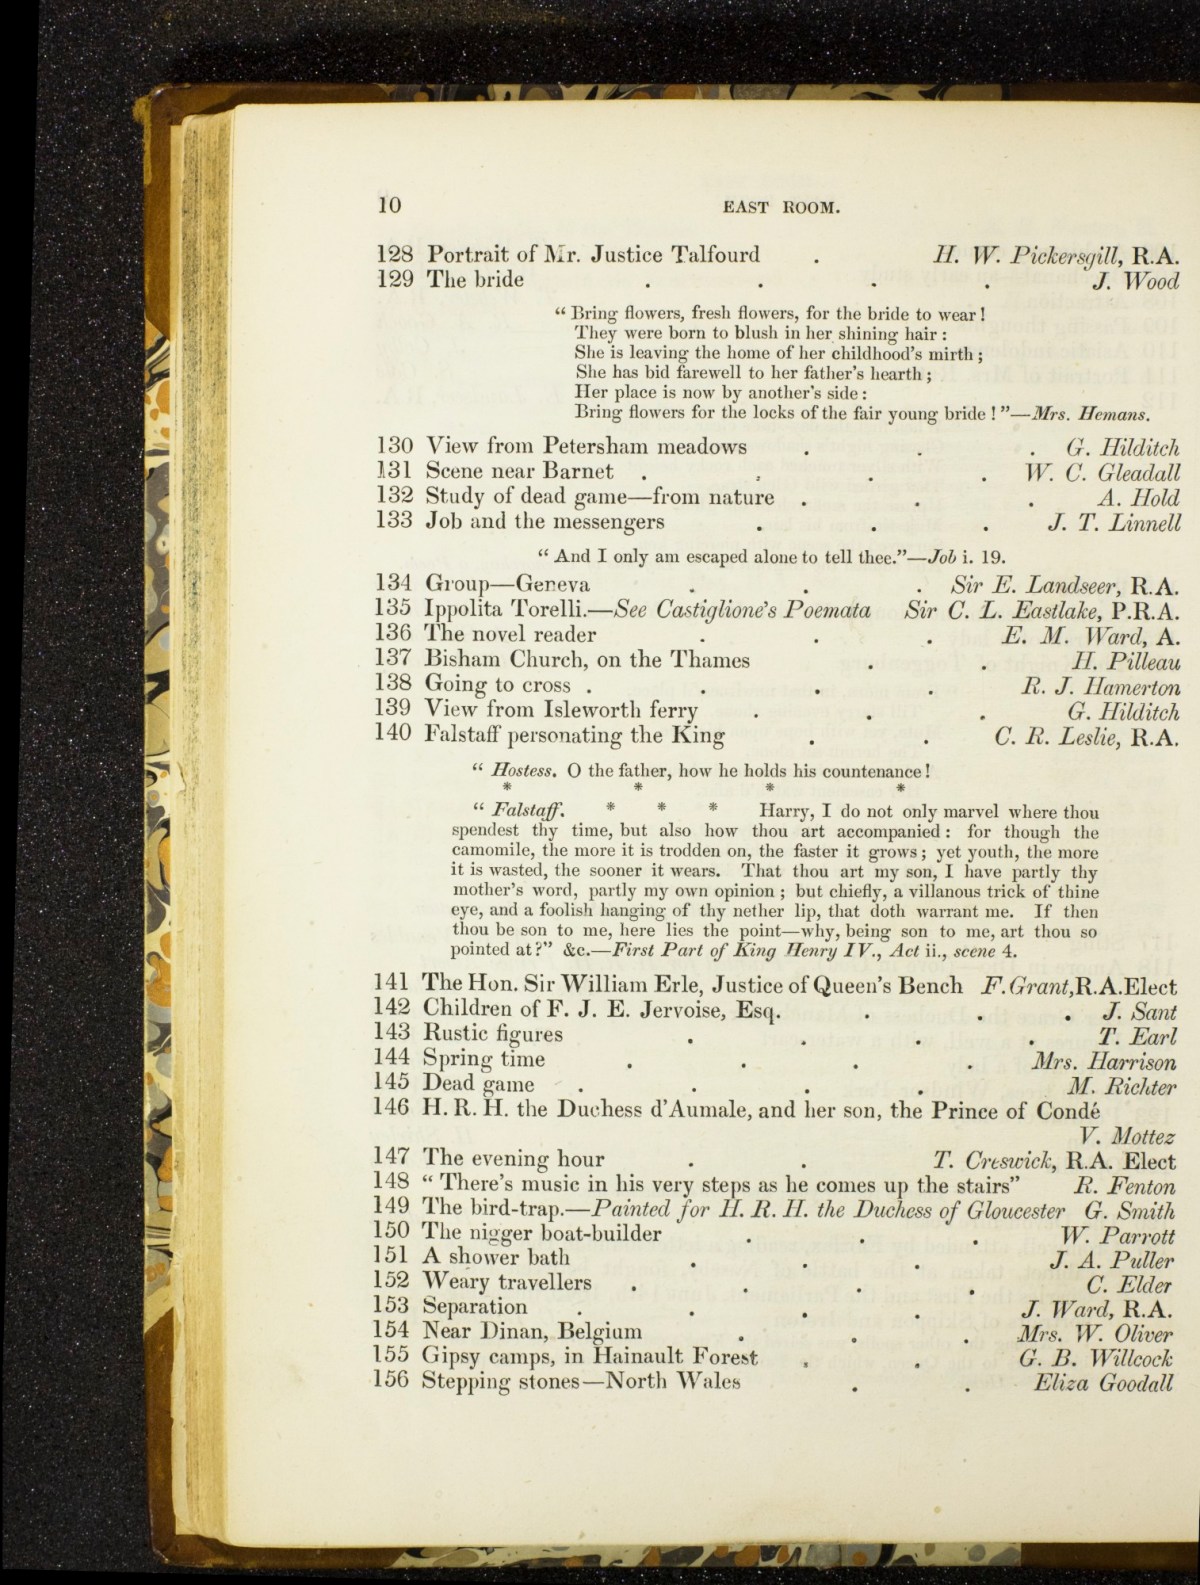 10 EAST ROOM.
128 Portrait of Mr. Justice Talfourd . H. W. Pickersgill, R.A.
129 The bride . . . . J. Wood
“ Bring flowers, fresh flowers, for the bride to wear !
They were born to blush in her shining hair :
She is leaving the home of her childhood’s mirth ;
She has bid farewell to her father’s hearth ;
Her place is now by another’s side :
Bring flowers for the locks of the fair young bride ! ”—Mrs. Hemans.
130 View from Petersham meadows . . . G. Hilditch
131 Scene near Barnet . . . . W. C. Gleadall
132 Study of dead game—from nature . . . A. Hold
133 Job and the messengers . . . J. T. Linnell
“ And I only am escaped alone to tell thee.”—Job i. 19.
134 Group—Geneva . . . Sir E. Landseer, R.A.
135 Ippolita Torelli.—See Castiglione’s Poemata Sir C. L. Eastlake, P.R.A.
136 The novel reader . . . E. M. Ward, A.
137 Bisham Church, on the Thames . . H. Pilleau
138 Going to cross . . . . R. J. Hamerton
139 View from Isleworth ferry . . . G. Hilditch
140 Falstaff personating the King . . C. R. Leslie, R.A.
“ Hostess. O the father, how he holds his countenance !
* * * *
“ Falstaff. * * * Harry, I do not only marvel where thou
spendest thy time, but also how thou art accompanied : for though the
camomile, the more it is trodden on, the faster it grows ; yet youth, the more
it is wasted, the sooner it wears. That thou art my son, I have partly thy
mother’s word, partly my own opinion ; but chiefly, a villanous trick of thine
eye, and a foolish hanging of thy nether lip, that doth warrant me. If then
thou be son to me, here lies the point—why, being son to me, art thou so
pointed at?” &c.—First Part of King Henry IV., Act ii., scene 4.
141 The Hon. Sir William Erle, Justice of Queen’s Bench F. Grant, R.A. Elect
142 Children of F. J. E. Jervoise, Esq. . . . J. Sant
143 Rustic figures . . . . T. Earl
144 Spring time . . . . Mrs. Harrison
145 Dead game . . . . M. Richter
146 H. R. H. the Duchess d’Aumale, and her son, the Prince of Condé
V. Mottez
147 The evening hour . . T. Creswick, R.A. Elect
148 “ There’s music in his very steps as he comes up the stairs” R. Fenton
149 The bird-trap.—Painted for H. R. H. the Duchess of Gloucester G. Smith
150 The nigger boat-builder . . . W. Parrott
151 A shower bath . . . J. A. Puller
152 Weary travellers . . . . C. Elder
153 Separation . . . . J. Ward, R.A.
154 Near Dinan, Belgium . . . Mrs. W. Oliver
155 Gipsy camps, in Hainault Forest . . G. B. Willcock
156 Stepping stones—North Wales . . Eliza Goodall